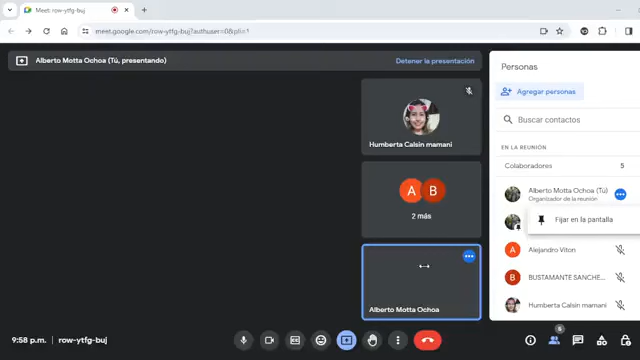 Meet: row-ytfg-buj
meet.google.com/row-ytfg-buj?authuser=0&pli=1
Alberto Motta Ochoa (Tú, presentando)
Detener la presentación
Humberta Calsin mamani
A B
2 más
Alberto Motta Ochoa
Personas
Agregar personas
Buscar contactos
EN LA REUNIÓN
Colaboradores 5
Alberto Motta Ochoa (Tú)
Organizador de la reunión
Fijar en la pantalla
A Alejandro Viton
B BUSTAMANTE SANCHE...
Humberta Calsin mamani
9:58 p.m. row-ytfg-buj
5